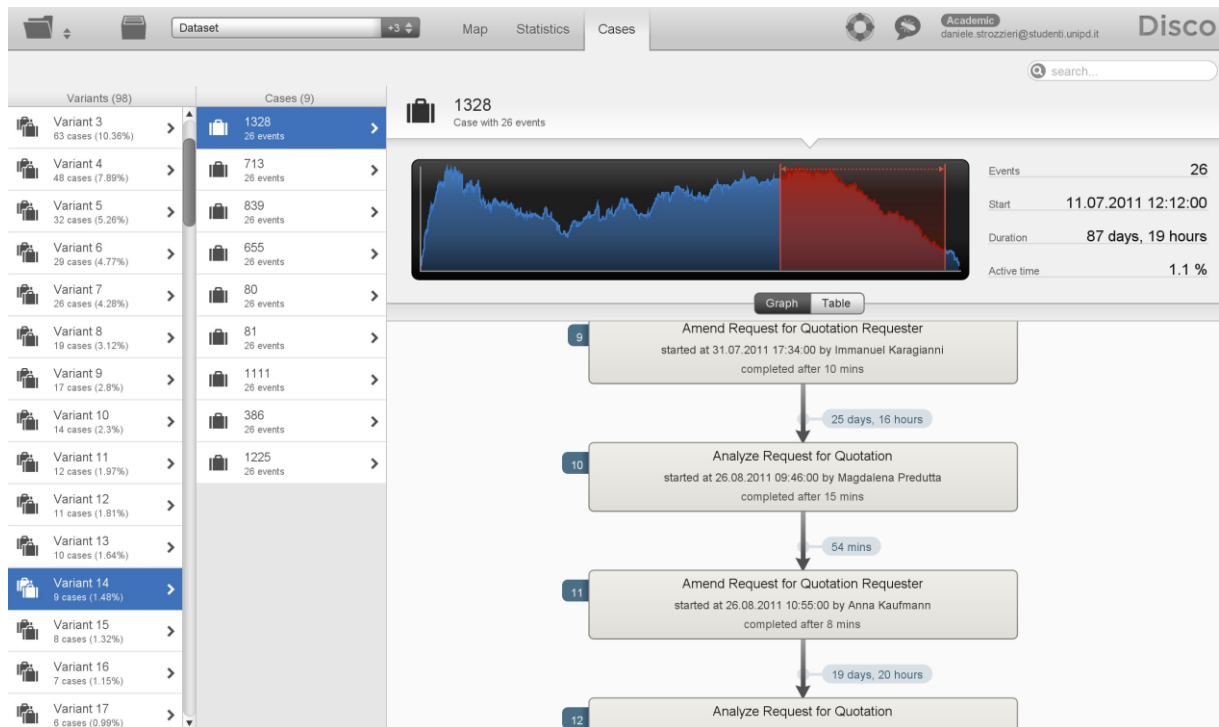 Dataset
+3
Map
Statistics
Cases
Academic
daniele.strozzieri@studenti.unipd.it
Disco
search...
Variants (98)
Variant 3
63 cases (10.36%)
Variant 4
48 cases (7.89%)
Variant 5
32 cases (5.26%)
Variant 6
29 cases (4.77%)
Variant 7
26 cases (4.28%)
Variant 8
19 cases (3.12%)
Variant 9
17 cases (2.8%)
Variant 10
14 cases (2.3%)
Variant 11
12 cases (1.97%)
Variant 12
11 cases (1.81%)
Variant 13
10 cases (1.64%)
Variant 14
9 cases (1.48%)
Variant 15
8 cases (1.32%)
Variant 16
7 cases (1.15%)
Variant 17
6 cases (0.99%)
Cases (9)
1328
26 events
713
26 events
839
26 events
655
26 events
80
26 events
81
26 events
1111
26 events
386
26 events
1225
26 events
1328
Case with 26 events
Events 26
Start 11.07.2011 12:12:00
Duration 87 days, 19 hours
Active time 1.1 %
Graph
Table
9
Amend Request for Quotation Requester
started at 31.07.2011 17:34:00 by Immanuel Karagianni
completed after 10 mins
25 days, 16 hours
10
Analyze Request for Quotation
started at 26.08.2011 09:46:00 by Magdalena Predutta
completed after 15 mins
54 mins
11
Amend Request for Quotation Requester
started at 26.08.2011 10:55:00 by Anna Kaufmann
completed after 8 mins
19 days, 20 hours
12
Analyze Request for Quotation